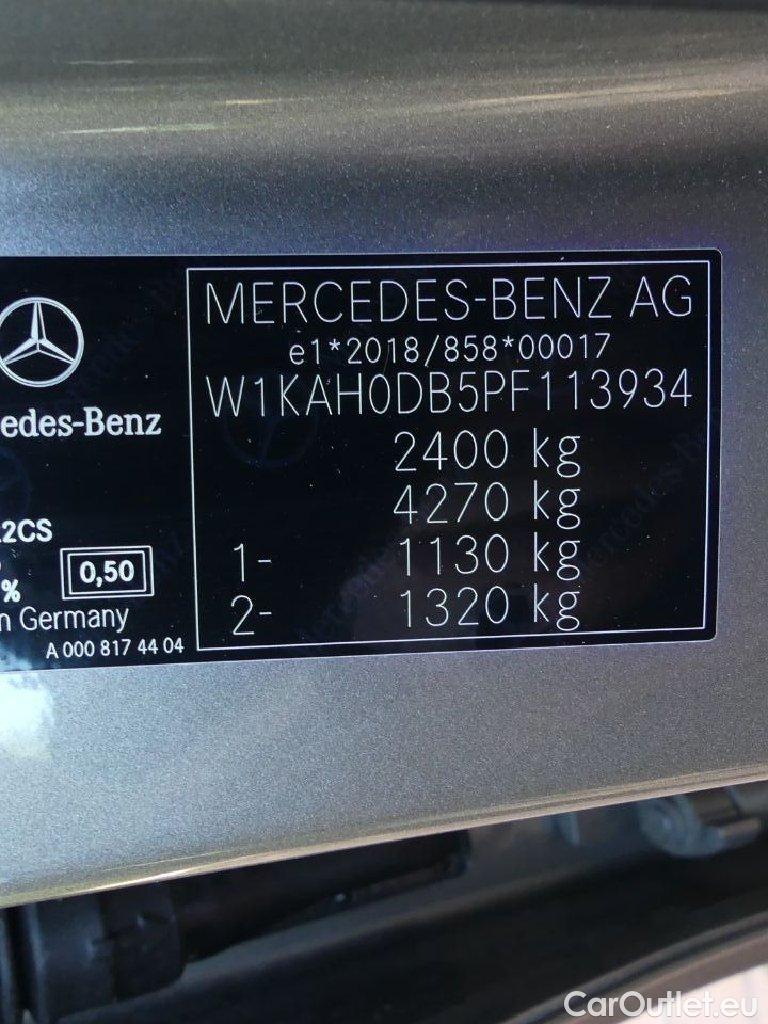 MERCEDES-BENZ AG
e1*2018/858*00017
W1KAH0DB5PF113934
2400 kg
4270 kg
1- 1130 kg
2- 1320 kg
edes-Benz
2CS
%
0,50
n Germany
A 000 817 44 04
CarOutlet.eu